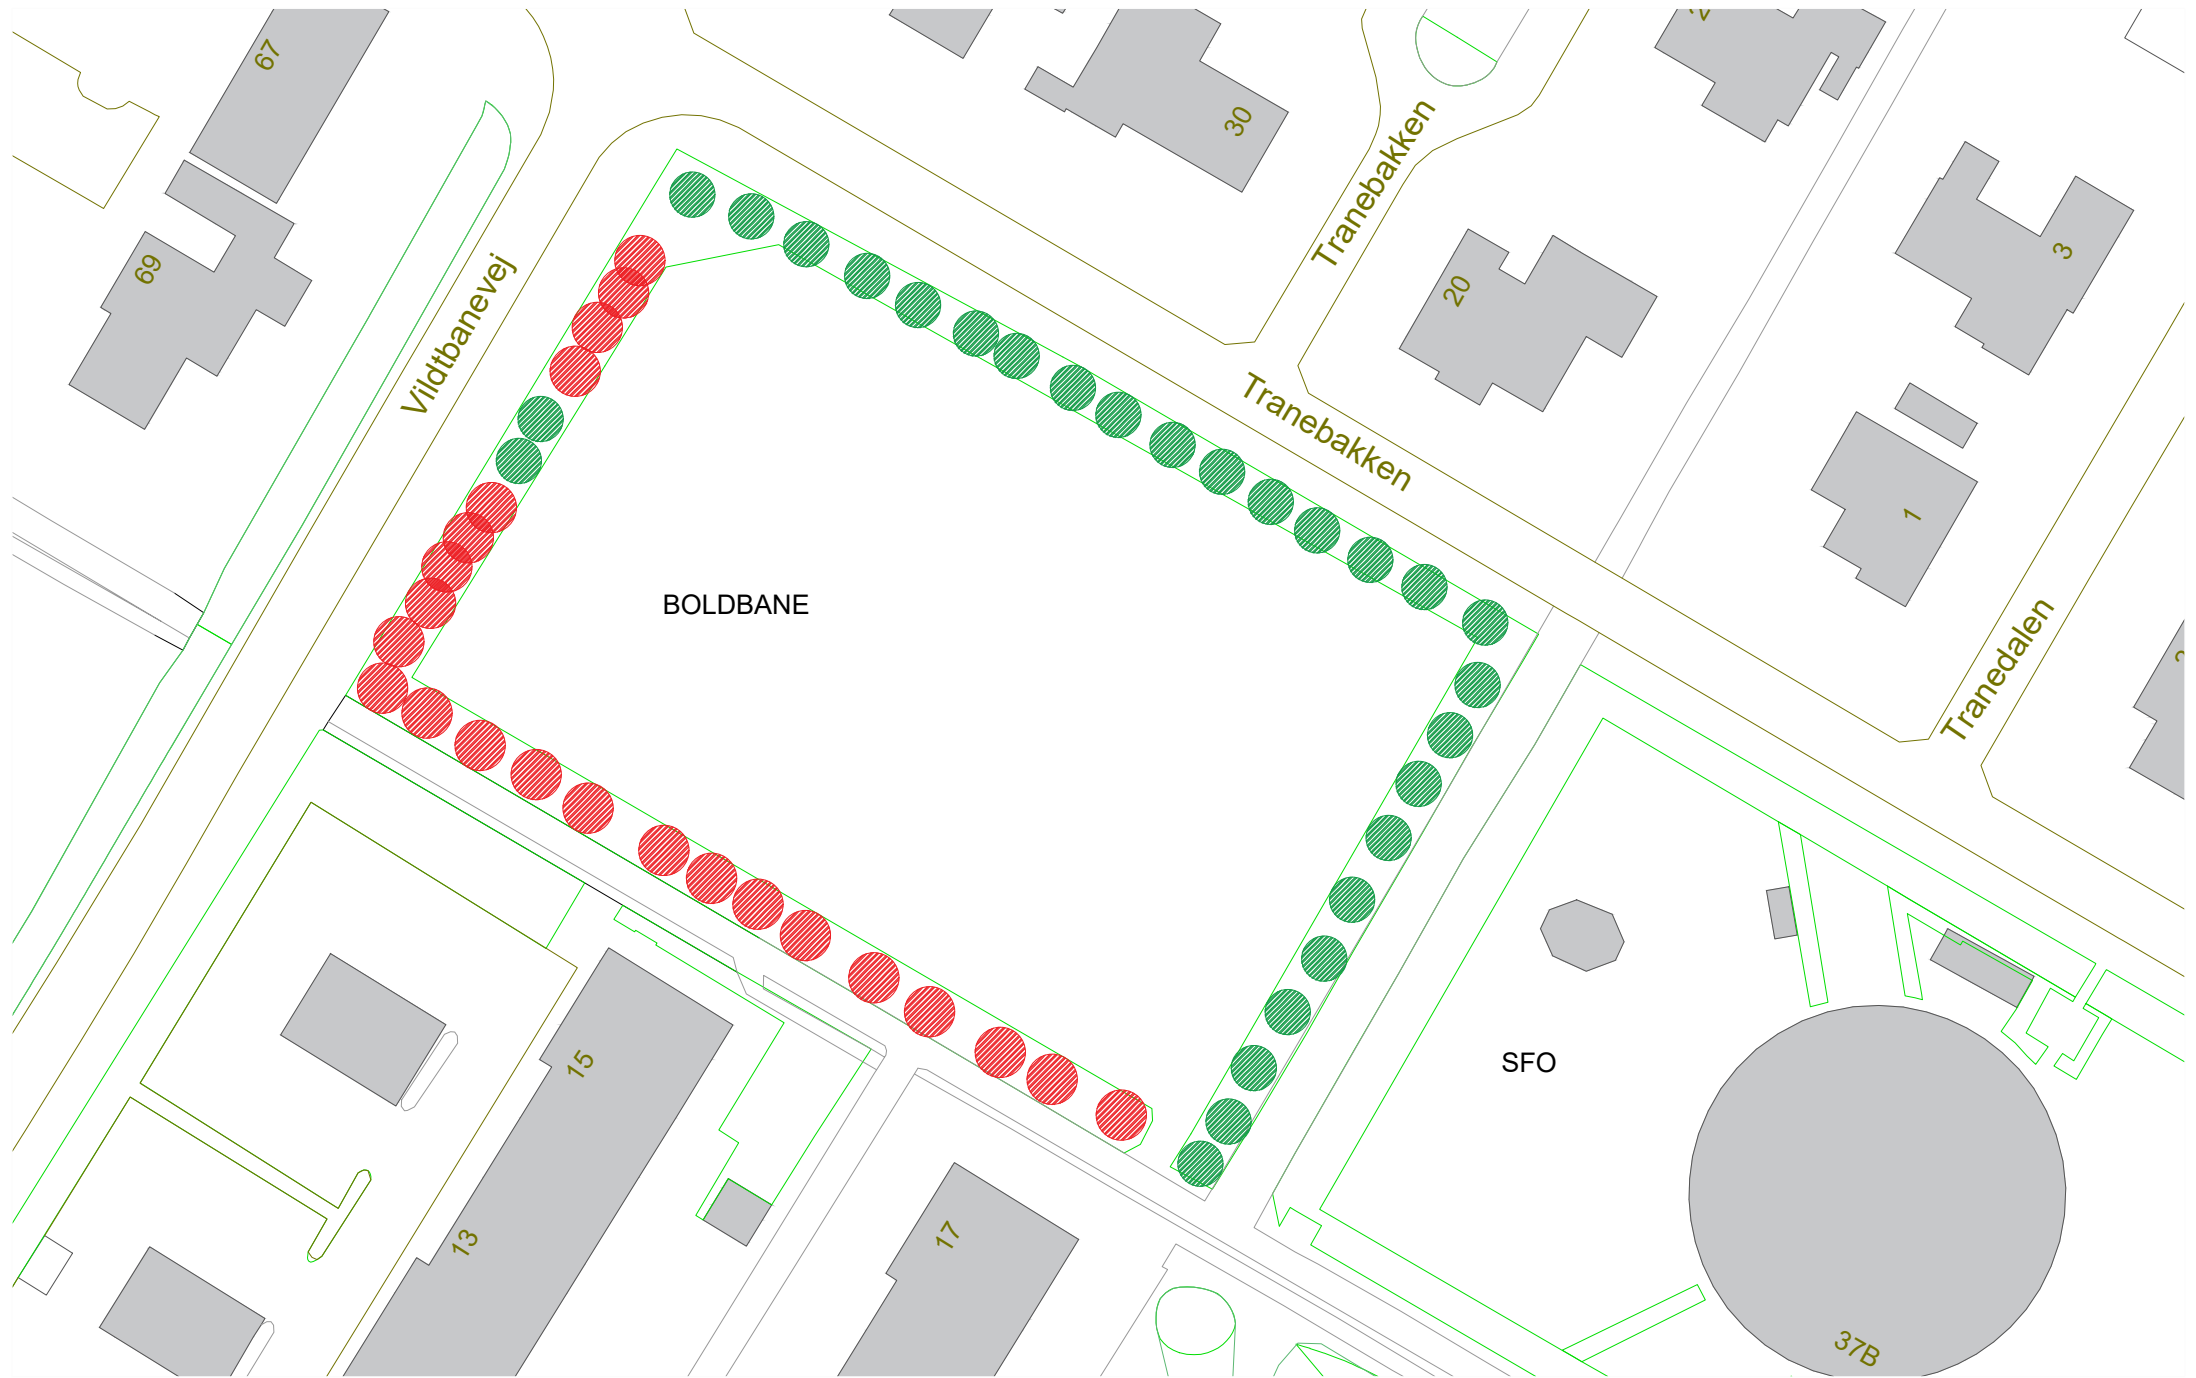 67
30
Tranebakken
69
3
20
Vildtbanevej
Tranebakken
1
BOLDBANE
Tranedalen
15
SFO
13
17
37B